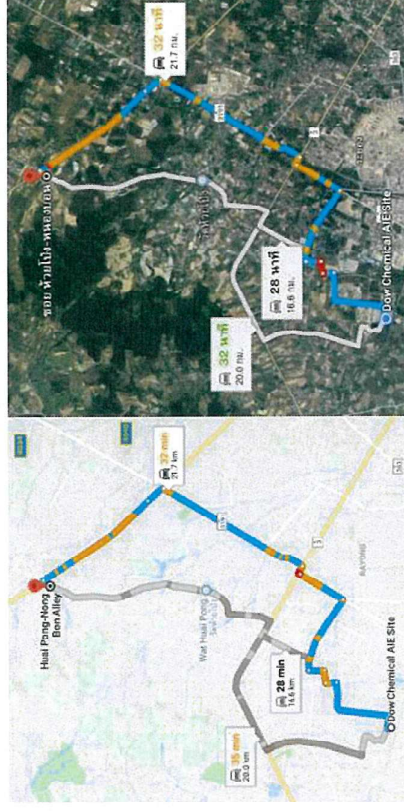 Huai Pong-Nong
Bon Alley
32 min
21.7 km
Wat Huai Pong
3
RAYONG
28 min
16.6 km
35 min
20.0 km
Dow Chemical AIE Site
ซอย ห้วยโป่ง-หนองบอน
32 นาที
21.7 กม.
3
28 นาที
16.6 กม.
32 นาที
20.0 กม.
Dow Chemical AIE Site